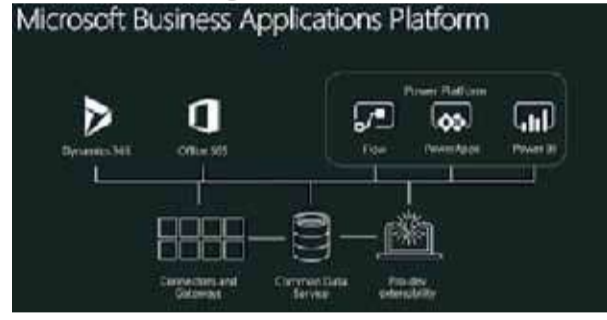 Microsoft Business Applications Platform
Power Platform
Dynamics 365
Office 365
Flow
PowerApps
Power BI
Connectors and
Gateways
Common Data
Service
Pro-dev
extensibility